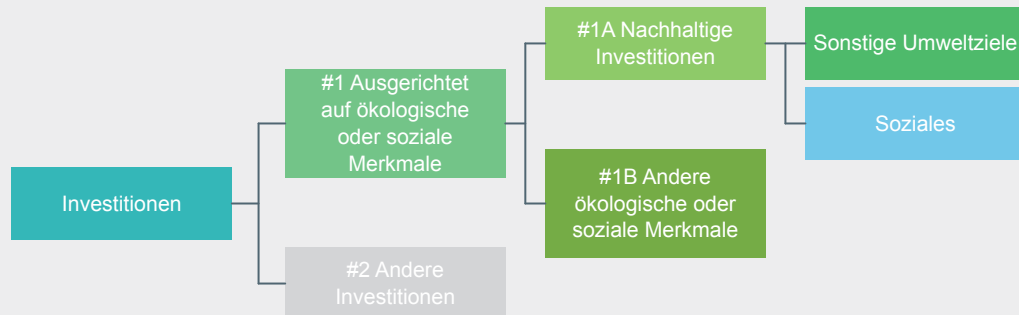 Investitionen
#1 Ausgerichtet
auf ökologische
oder soziale
Merkmale
#2 Andere
Investitionen
#1A Nachhaltige
Investitionen
#1B Andere
ökologische oder
soziale Merkmale
Sonstige Umweltziele
Soziales